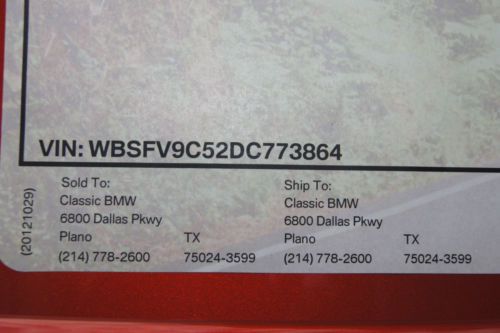 VIN: WBSFV9C52DC773864
Sold To: Ship To:
Classic BMW Classic BMW
6800 Dallas Pkwy 6800 Dallas Pkwy
Plano TX Plano TX
(214) 778-2600 75024-3599 (214) 778-2600 75024-3599
(20121029)